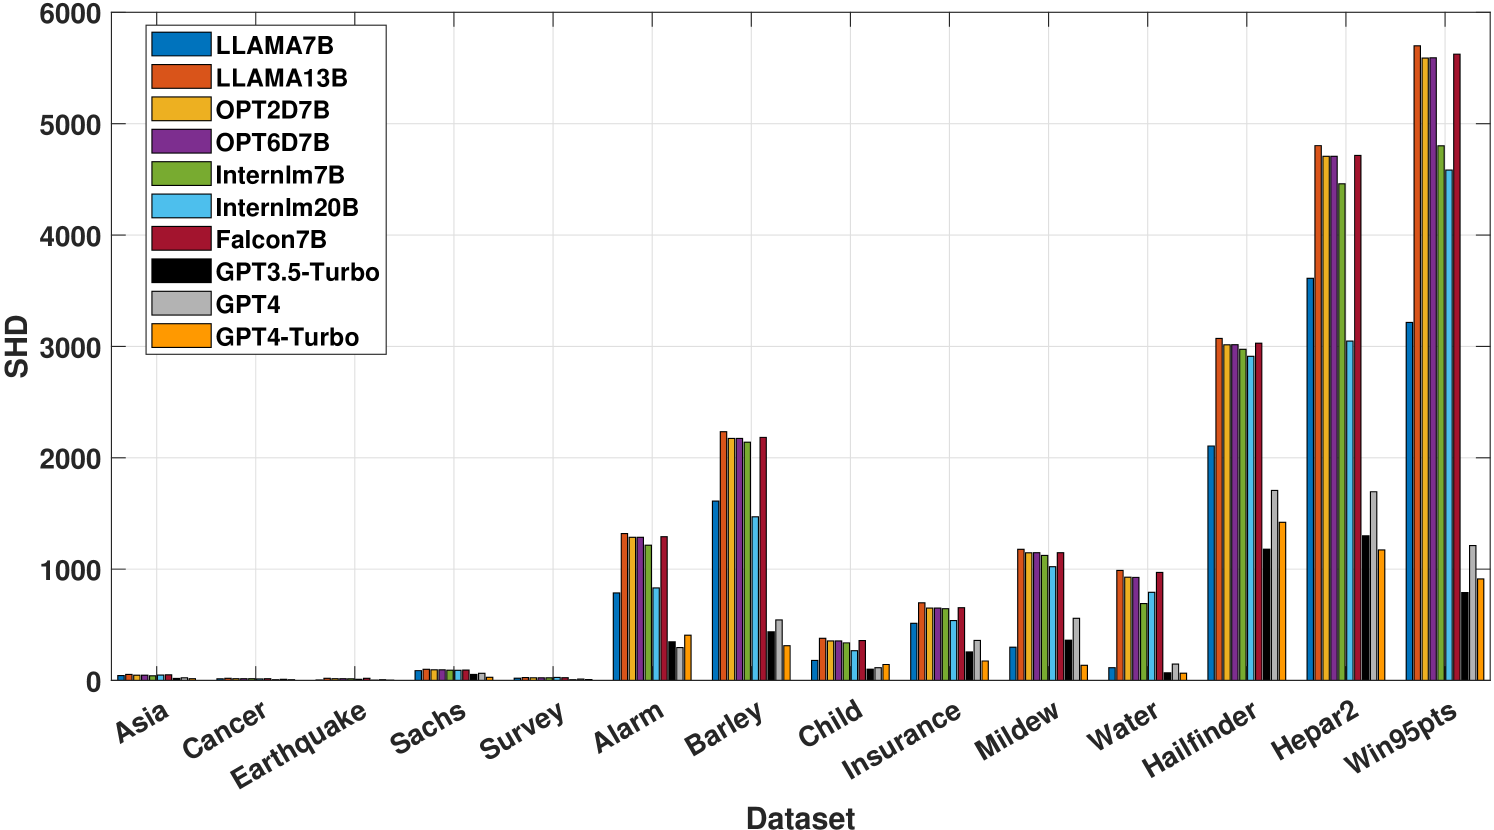 6000
5000
4000
3000
2000
1000
0
SHD
LLAMA7B
LLAMA13B
OPT2D7B
OPT6D7B
Internlm7B
Internlm20B
Falcon7B
GPT3.5-Turbo
GPT4
GPT4-Turbo
Asia
Cancer
Earthquake
Sachs
Survey
Alarm
Barley
Child
Insurance
Mildew
Water
Hailfinder
Hepar2
Win95pts
Dataset